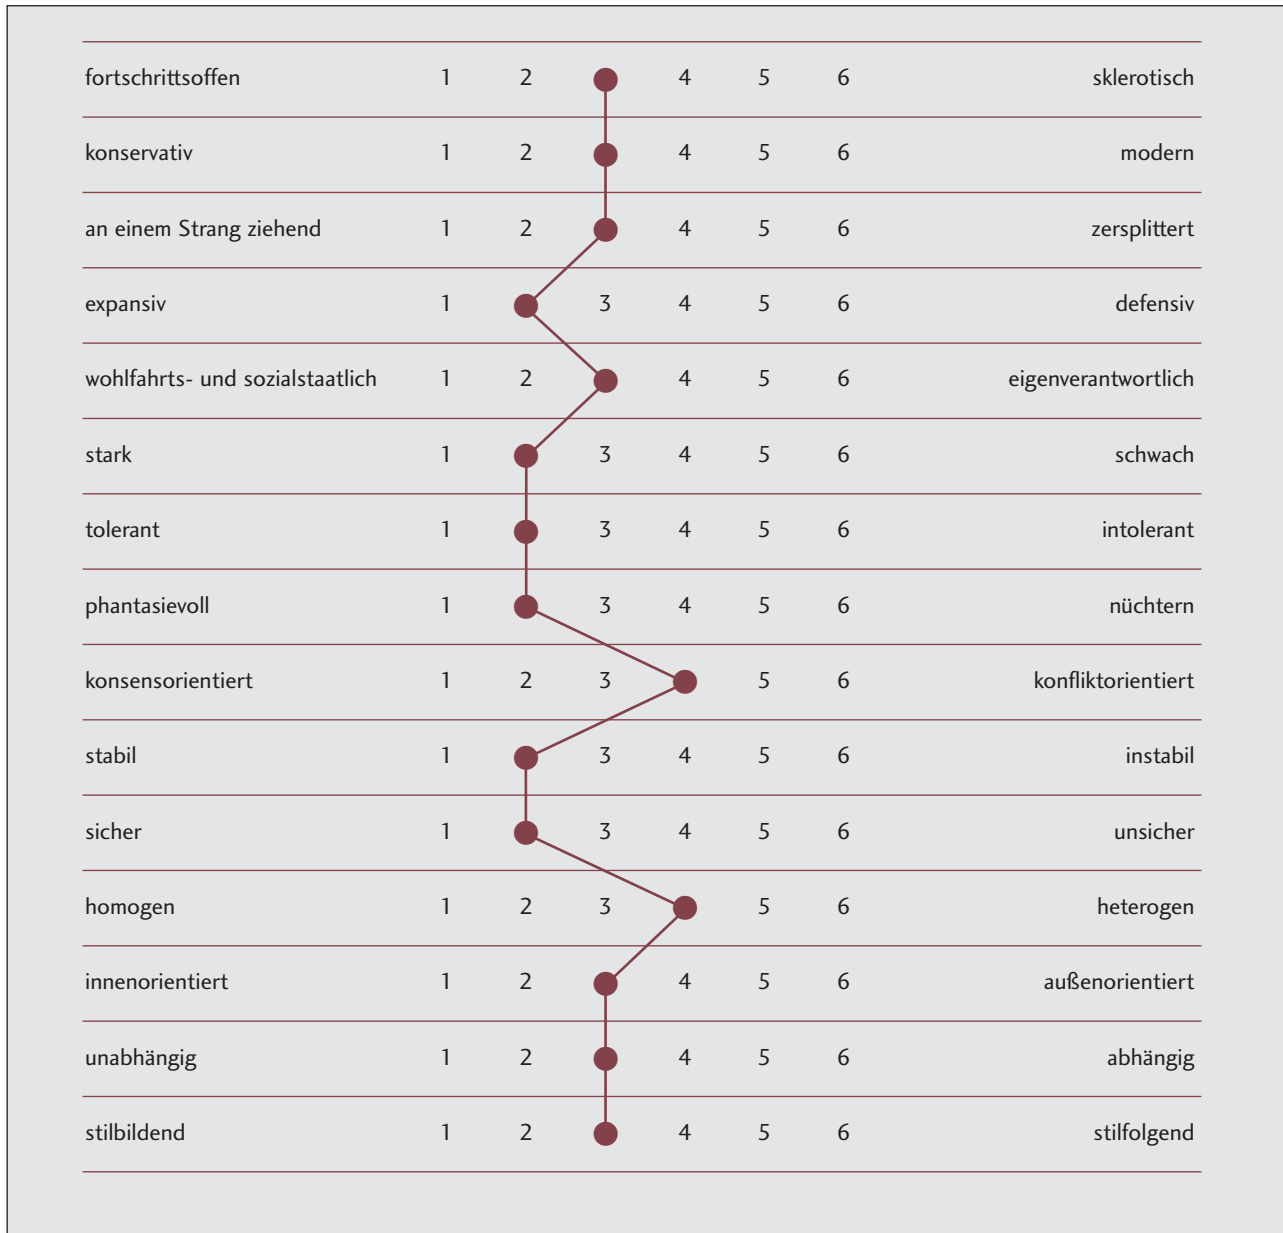 fortschrittsoffen 1 2 4 5 6 sklerotisch
konservativ 1 2 4 5 6 modern
an einem Strang ziehend 1 2 4 5 6 zersplittert
expansiv 1 3 4 5 6 defensiv
wohlfahrts- und sozialstaatlich 1 2 4 5 6 eigenverantwortlich
stark 1 3 4 5 6 schwach
tolerant 1 3 4 5 6 intolerant
phantasievoll 1 3 4 5 6 nüchtern
konsensorientiert 1 2 3 5 6 konfliktorientiert
stabil 1 3 4 5 6 instabil
sicher 1 3 4 5 6 unsicher
homogen 1 2 3 5 6 heterogen
innenorientiert 1 2 4 5 6 außenorientiert
unabhängig 1 2 4 5 6 abhängig
stilbildend 1 2 4 5 6 stilfolgend